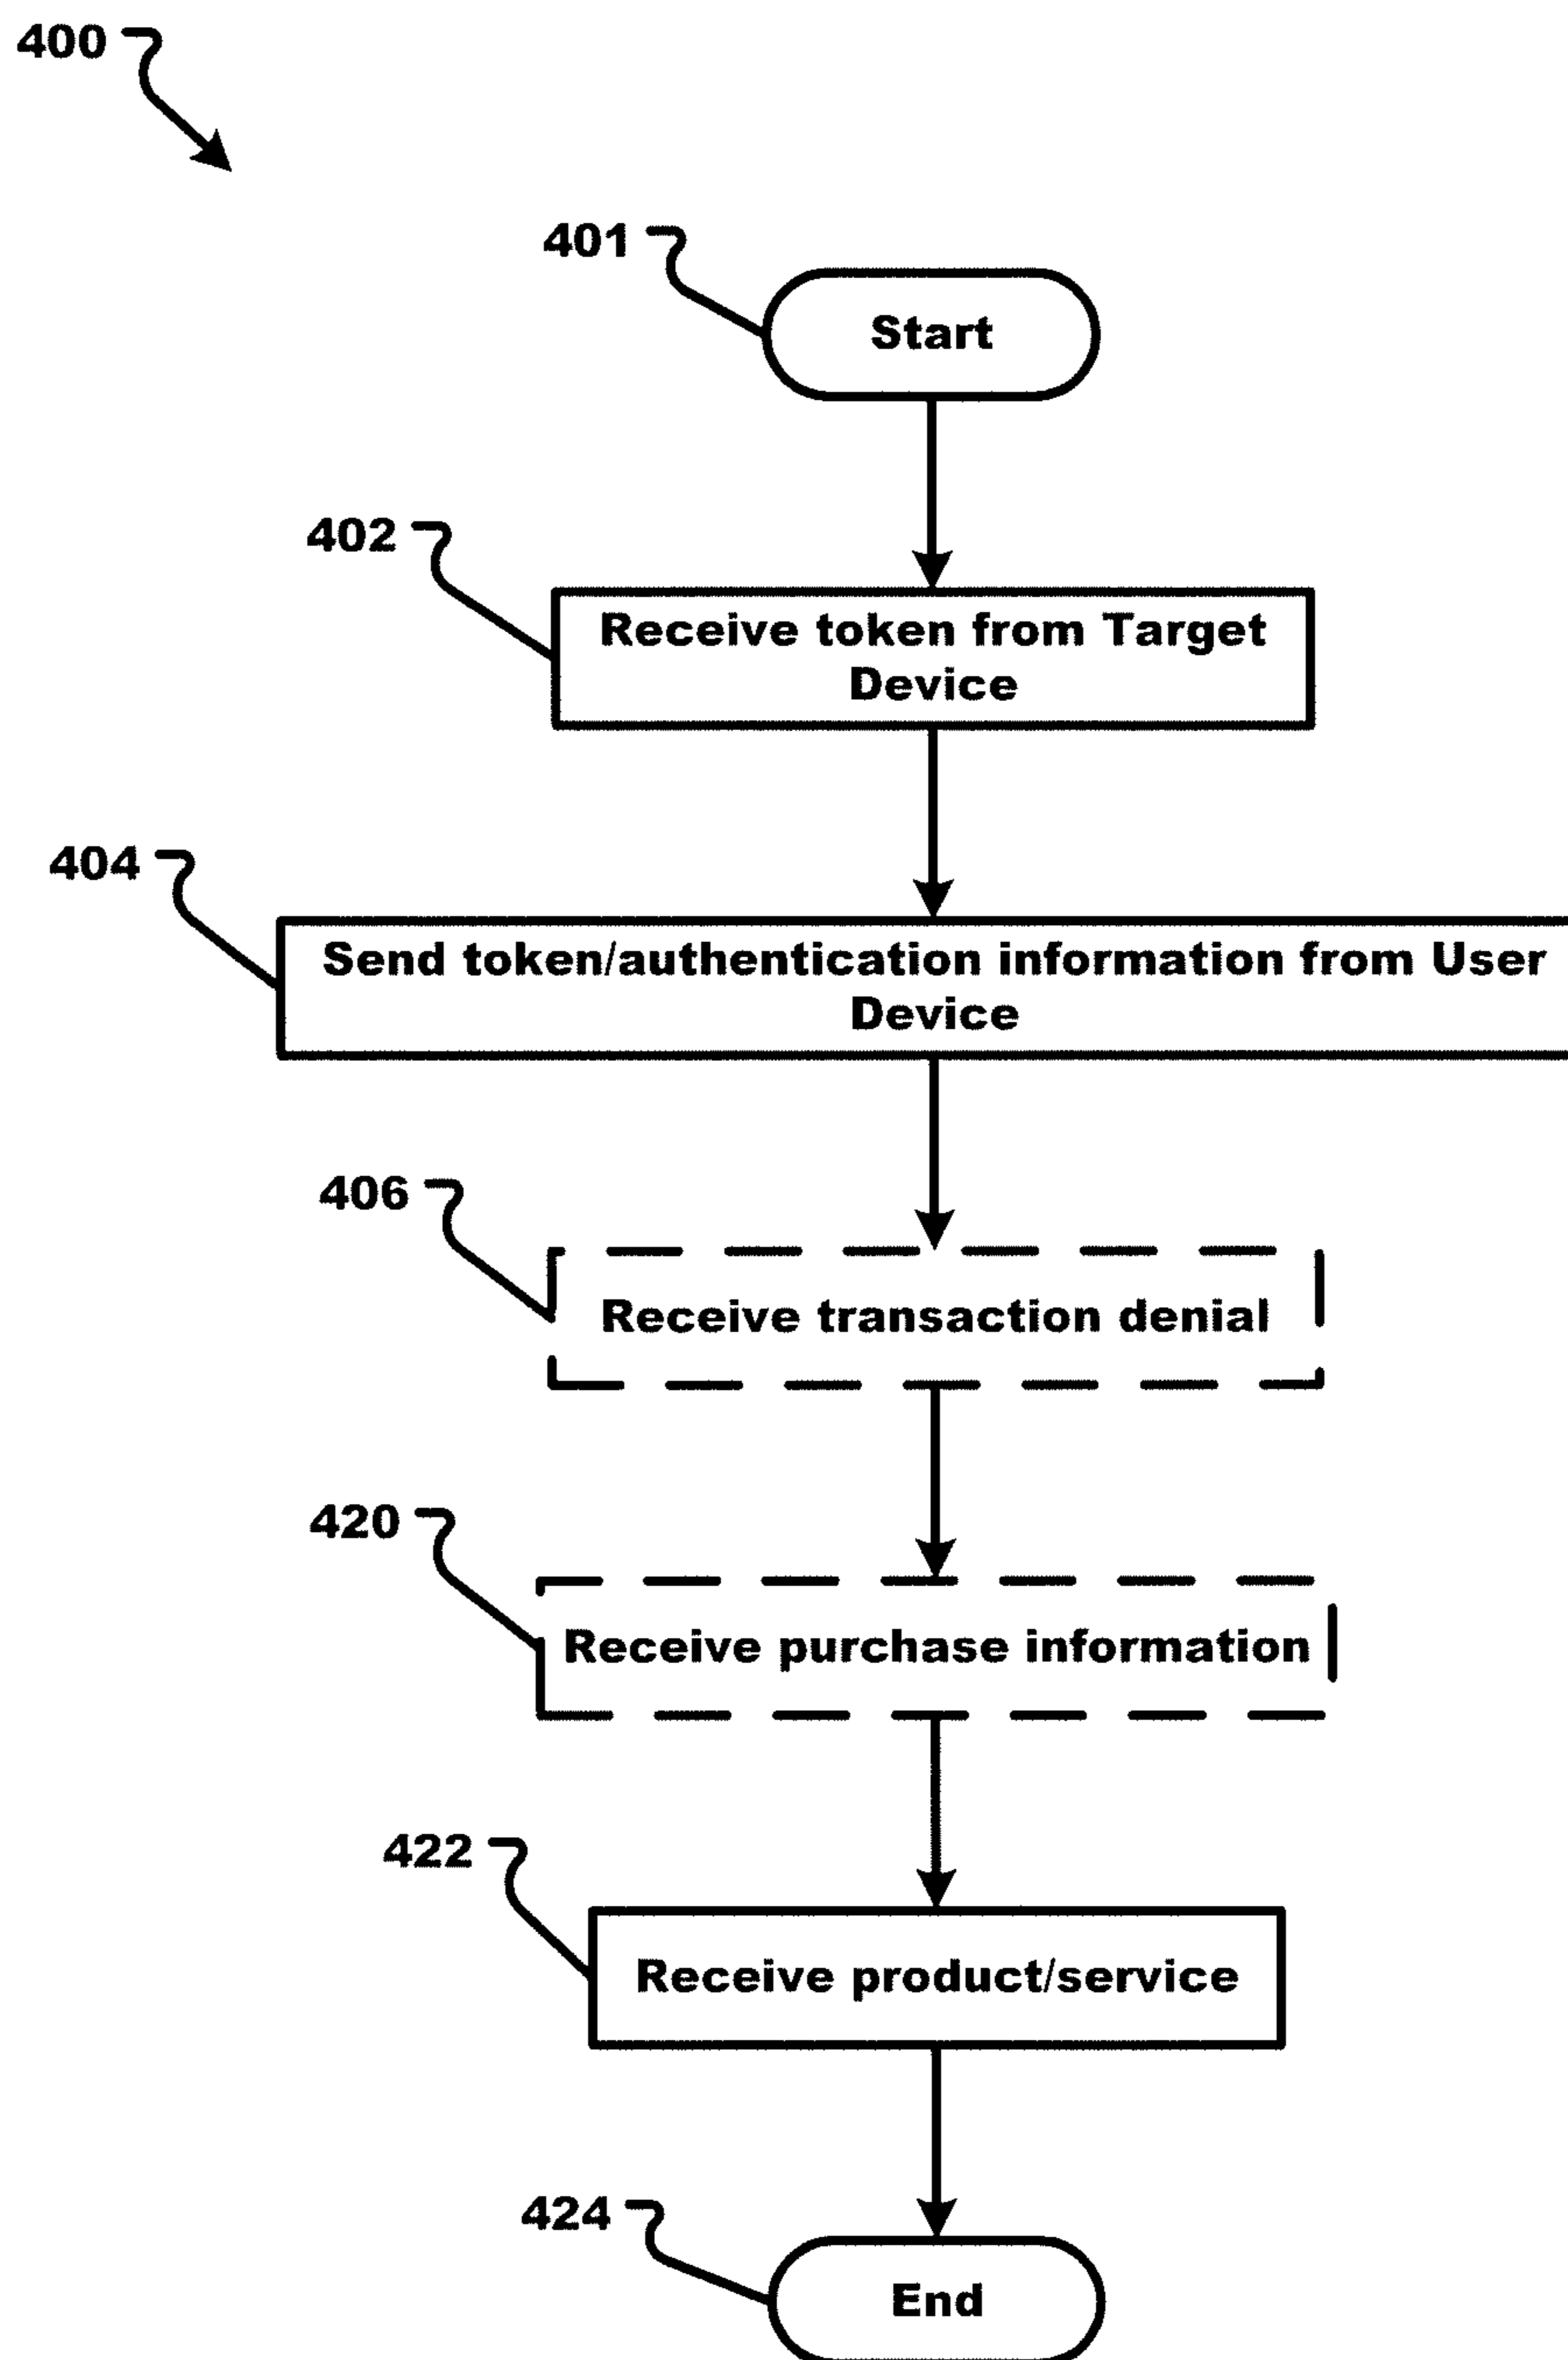 400
401
Start
402
Receive token from Target
Device
404
Send token/authentication information from User
Device
406
Receive transaction denial
420
Receive purchase information
422
Receive product/service
424
End